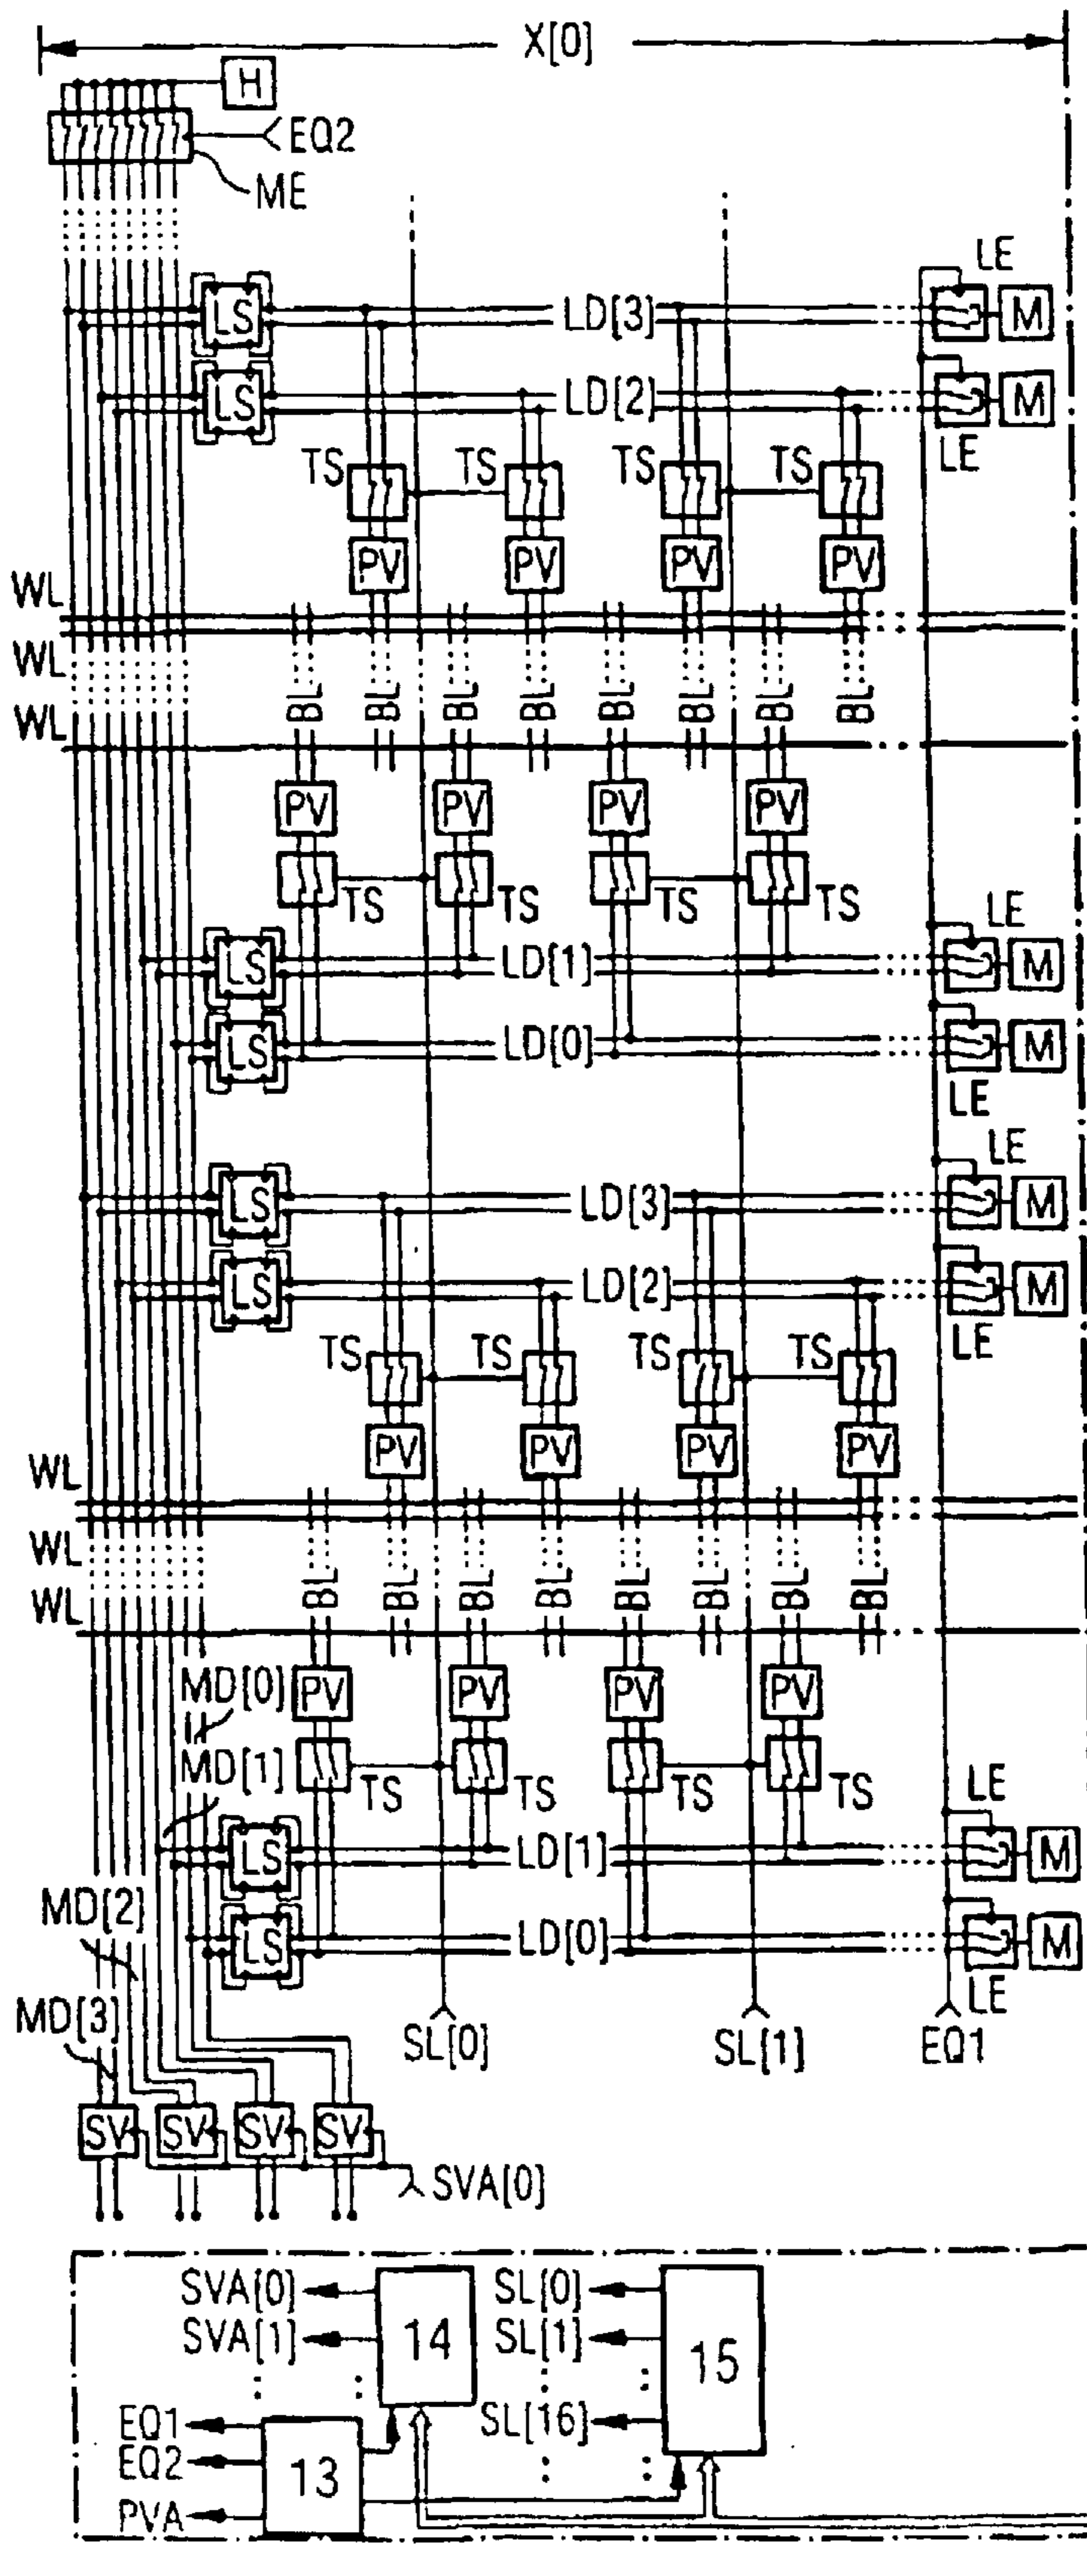 X[0]
H
EQ2
ME
LE
LS LD[3] M
LS LD[2] M
LE
TS TS TS TS
PV PV PV PV
WL
WL
BL BL BL BL BL BL BL BL
WL
PV PV PV PV
TS TS TS TS
LE
LS LD[1] M
LS LD[0] M
LE
LE
LS LD[3] M
LS LD[2] M
LE
TS TS TS TS
PV PV PV PV
WL
WL
BL BL BL BL BL BL BL BL
WL
MD[0] PV PV PV PV
MD[1] TS TS TS TS
LE
LS LD[1] M
MD[2]
LS LD[0] M
LE
MD[3]
SL[0] SL[1] EQ1
SV SV SV SV
SVA[0]
SVA[0] 14 SL[0] 15
SVA[1] SL[1]
EQ1 SL[16]
EQ2 13
PVA